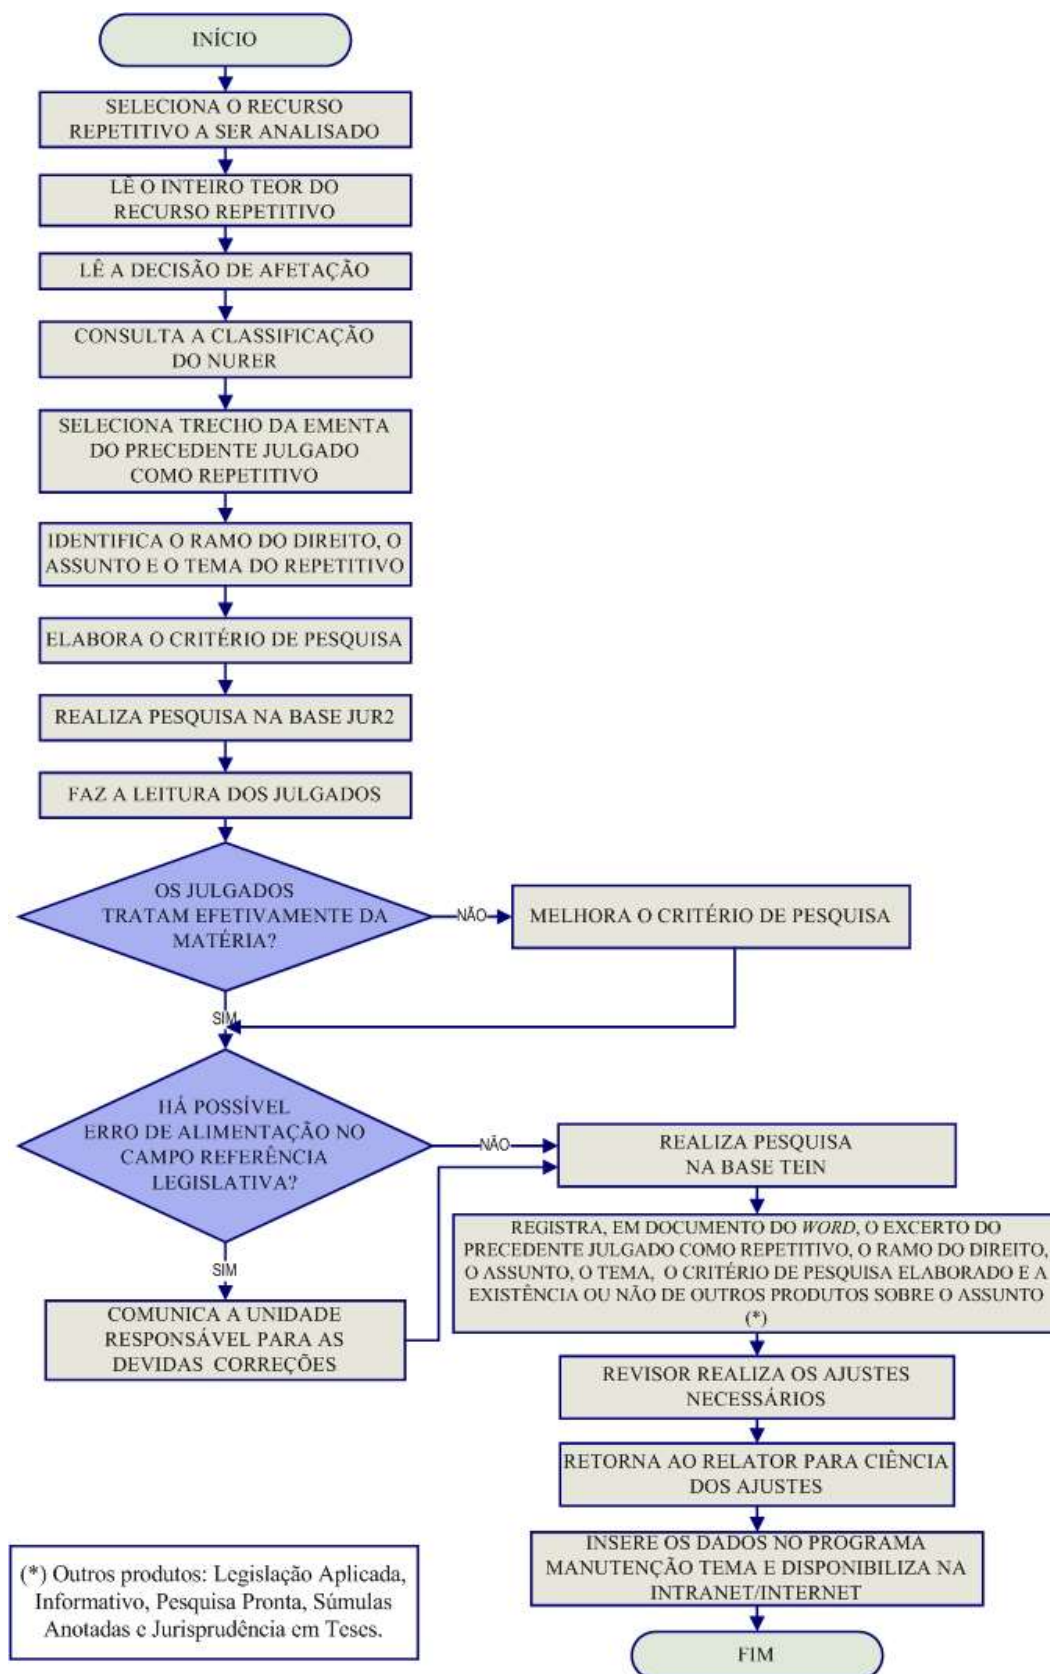 INÍCIO
SELECIONA O RECURSO
REPETITIVO A SER ANALISADO
LÊ O INTEIRO TEOR DO
RECURSO REPETITIVO
LÊ A DECISÃO DE AFETAÇÃO
CONSULTA A CLASSIFICAÇÃO
DO NURER
SELECIONA TRECHO DA EMENTA
DO PRECEDENTE JULGADO
COMO REPETITIVO
IDENTIFICA O RAMO DO DIREITO, O
ASSUNTO E O TEMA DO REPETITIVO
ELABORA O CRITÉRIO DE PESQUISA
REALIZA PESQUISA NA BASE JUR2
FAZ A LEITURA DOS JULGADOS
OS JULGADOS
TRATAM EFETIVAMENTE DA
MATÉRIA?
NÃO
MELHORA O CRITÉRIO DE PESQUISA
SIM
HÁ POSSÍVEL
ERRO DE ALIMENTAÇÃO NO
CAMPO REFERÊNCIA
LEGISLATIVA?
NÃO
REALIZA PESQUISA
NA BASE TEIN
SIM
COMUNICA À UNIDADE
RESPONSÁVEL PARA AS
DEVIDAS CORREÇÕES
REGISTRA, EM DOCUMENTO DO WORD, O EXCERTO DO
PRECEDENTE JULGADO COMO REPETITIVO, O RAMO DO DIREITO,
O ASSUNTO, O TEMA, O CRITÉRIO DE PESQUISA ELABORADO E A
EXISTÊNCIA OU NÃO DE OUTROS PRODUTOS SOBRE O ASSUNTO
(*)
REVISOR REALIZA OS AJUSTES
NECESSÁRIOS
RETORNA AO RELATOR PARA CIÊNCIA
DOS AJUSTES
INSERE OS DADOS NO PROGRAMA
MANUTENÇÃO TEMA E DISPONIBILIZA NA
INTRANET/INTERNET
FIM
(*) Outros produtos: Legislação Aplicada,
Informativo, Pesquisa Pronta, Súmulas
Anotadas e Jurisprudência em Teses.